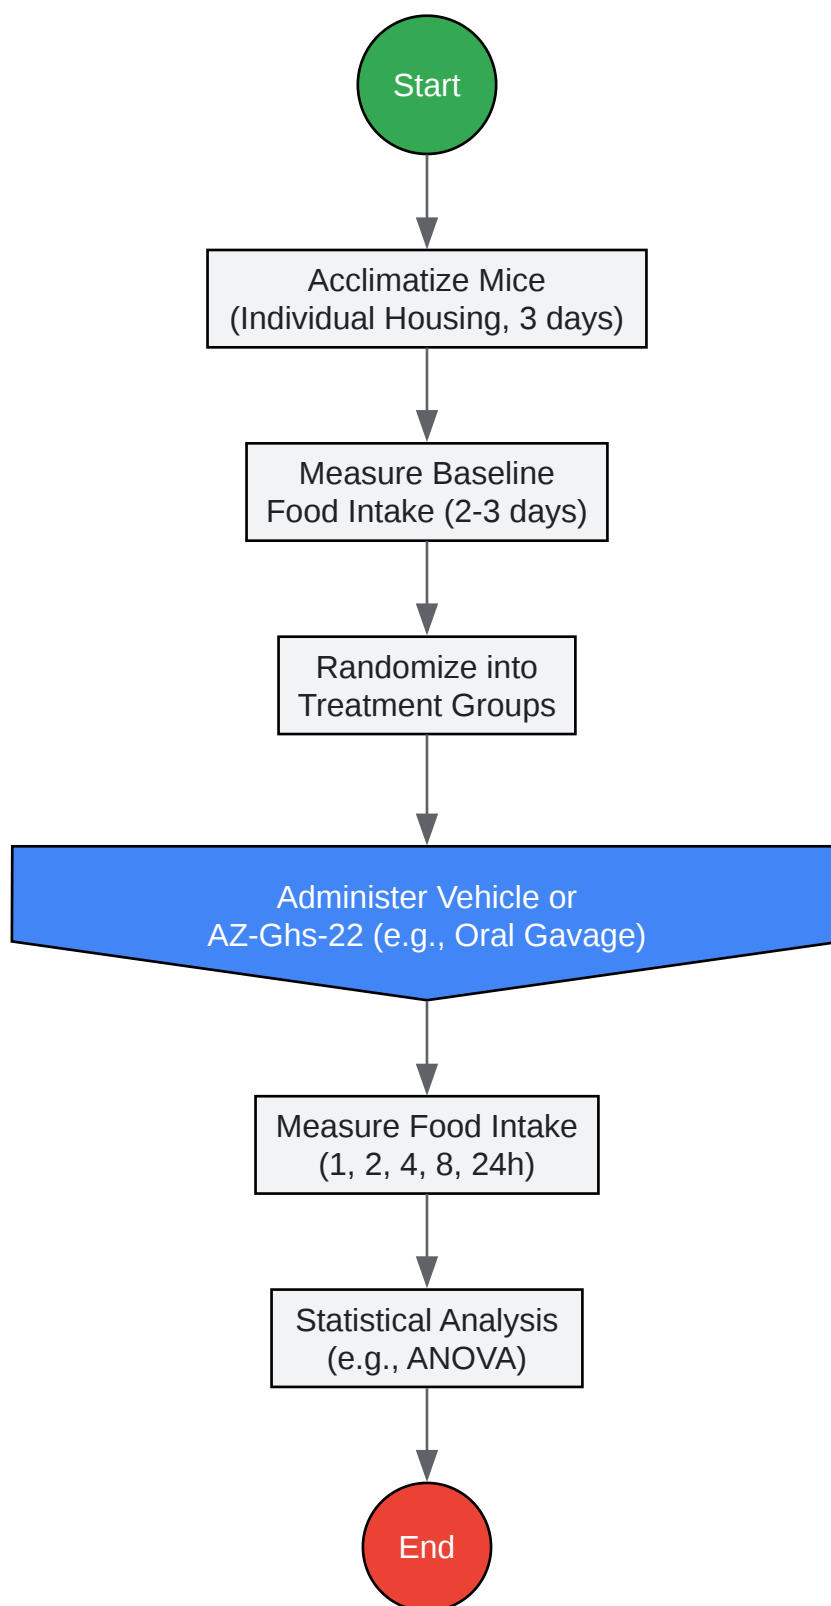 Start
Acclimatize Mice
(Individual Housing, 3 days)
Measure Baseline
Food Intake (2-3 days)
Randomize into
Treatment Groups
Administer Vehicle or
AZ-Ghs-22 (e.g., Oral Gavage)
Measure Food Intake
(1, 2, 4, 8, 24h)
Statistical Analysis
(e.g., ANOVA)
End